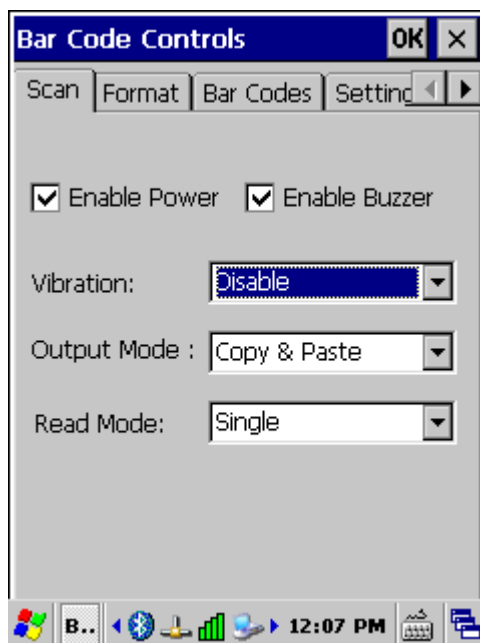 Bar Code Controls OK
Scan Format Bar Codes Setting
Enable Power Enable Buzzer
Vibration: Disable
Output Mode : Copy & Paste
Read Mode: Single
B.. 12:07 PM